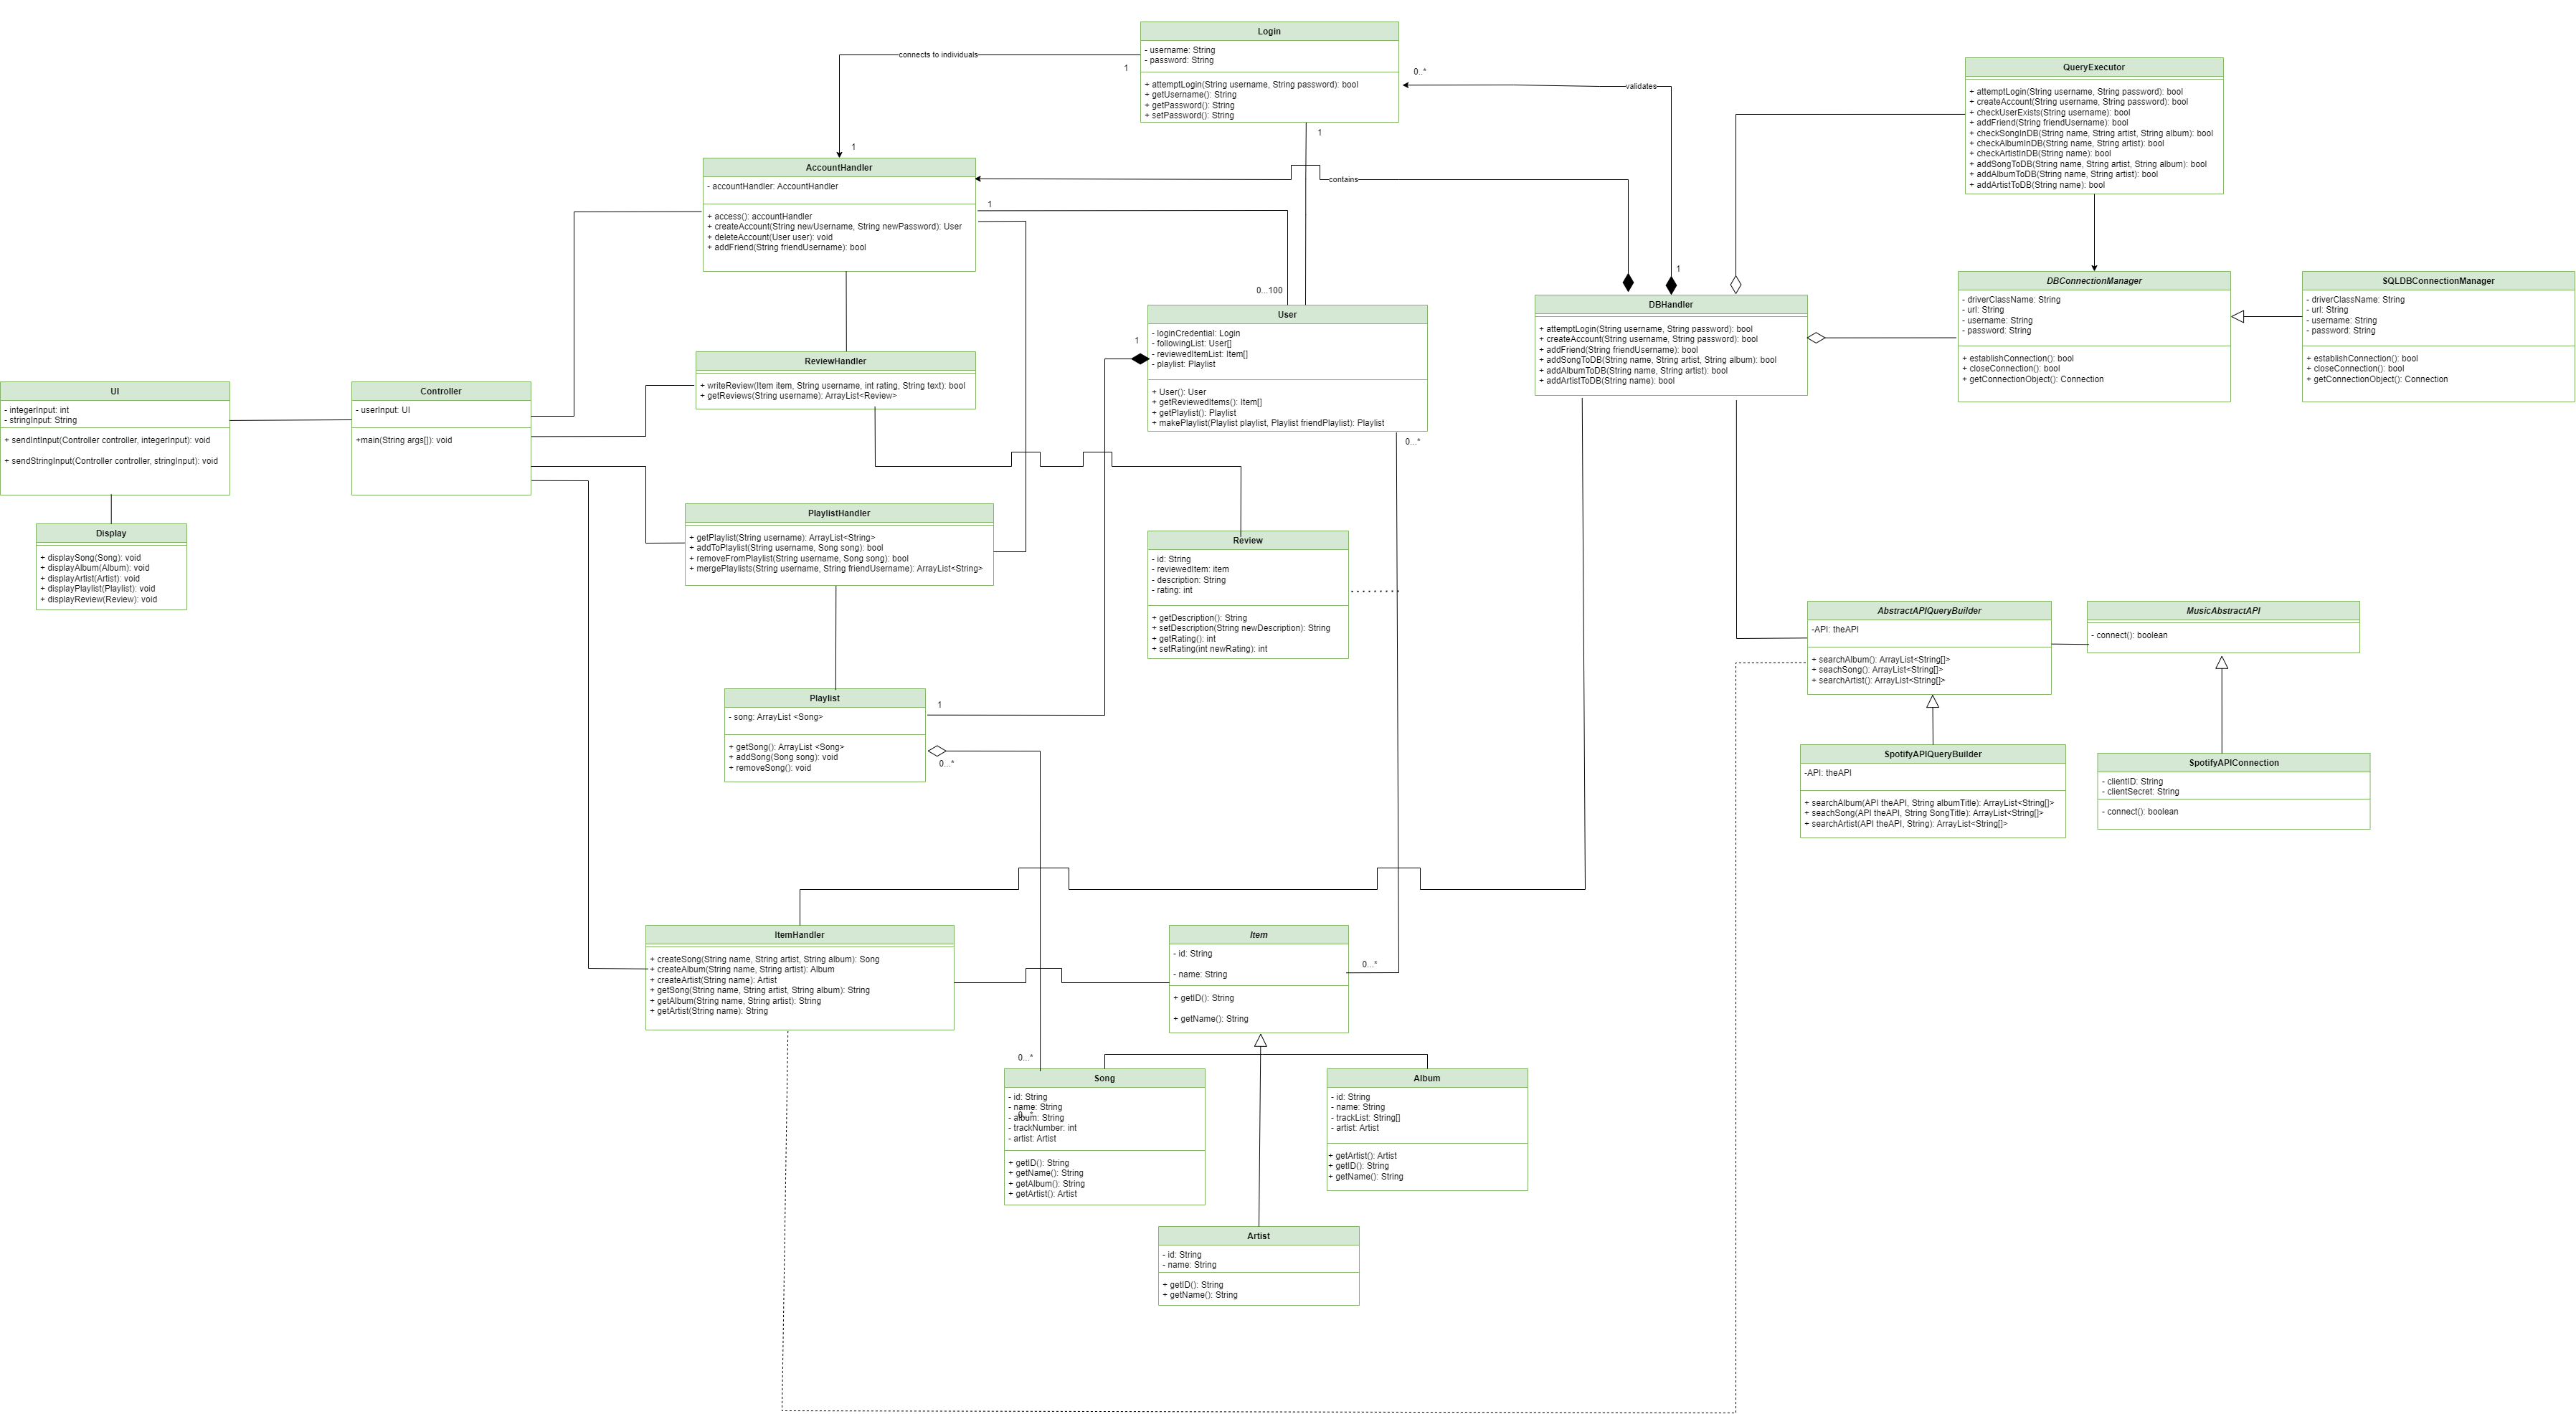 Login
- username: String
- password: String
+ attemptLogin(String username, String password): bool
+ getUsername(): String
+ getPassword(): String
+ setPassword(): String
connects to individuals
1
1
0..*
validates
1
QueryExecutor
+ attemptLogin(String username, String password): bool
+ createAccount(String username, String password): bool
+ checkUserExists(String username): bool
+ addFriend(String friendUsername): bool
+ checkSongInDB(String name, String artist, String album): bool
+ checkAlbumInDB(String name, String artist): bool
+ checkArtistInDB(String name): bool
+ addSongToDB(String name, String artist, String album): bool
+ addAlbumToDB(String name, String artist): bool
+ addArtistToDB(String name): bool
AccountHandler
- accountHandler: AccountHandler
+ access(): accountHandler
+ createAccount(String newUsername, String newPassword): User
+ deleteAccount(User user): void
+ addFriend(String friendUsername): bool
contains
1
1
0...100
User
- loginCredential: Login
- followingList: User[]
- reviewedItemList: Item[]
- playlist: Playlist
+ User(): User
+ getReviewedItems(): Item[]
+ getPlaylist(): Playlist
+ makePlaylist(Playlist playlist, Playlist friendPlaylist): Playlist
1
0...*
DBHandler
+ attemptLogin(String username, String password): bool
+ createAccount(String username, String password): bool
+ addFriend(String friendUsername): bool
+ addSongToDB(String name, String artist, String album): bool
+ addAlbumToDB(String name, String artist): bool
+ addArtistToDB(String name): bool
DBConnectionManager
- driverClassName: String
- url: String
- username: String
- password: String
+ establishConnection(): bool
+ closeConnection(): bool
+ getConnectionObject(): Connection
SQLDBConnectionManager
- driverClassName: String
- url: String
- username: String
- password: String
+ establishConnection(): bool
+ closeConnection(): bool
+ getConnectionObject(): Connection
ReviewHandler
+ writeReview(Item item, String username, int rating, String text): bool
+ getReviews(String username): ArrayList<Review>
UI
- integerInput: int
- stringInput: String
+ sendIntInput(Controller controller, integerInput): void
+ sendStringInput(Controller controller, stringInput): void
Controller
- userInput: UI
+main(String args[]): void
Display
+ displaySong(Song): void
+ displayAlbum(Album): void
+ displayArtist(Artist): void
+ displayPlaylist(Playlist): void
+ displayReview(Review): void
PlaylistHandler
+ getPlaylist(String username): ArrayList<String>
+ addToPlaylist(String username, Song song): bool
+ removeFromPlaylist(String username, Song song): bool
+ mergePlaylists(String username, String friendUsername): ArrayList<String>
Review
- id: String
- reviewedItem: item
- description: String
- rating: int
+ getDescription(): String
+ setDescription(String newDescription): String
+ getRating(): int
+ setRating(int newRating): int
AbstractAPIQueryBuilder
-API: theAPI
+ searchAlbum(): ArrayList<String[]>
+ seachSong(): ArrayList<String[]>
+ searchArtist(): ArrayList<String[]>
MusicAbstractAPI
- connect(): boolean
Playlist
- song: ArrayList <Song>
+ getSong(): ArrayList <Song>
+ addSong(Song song): void
+ removeSong(): void
1
0...*
SpotifyAPIQueryBuilder
-API: theAPI
+ searchAlbum(API theAPI, String albumTitle): ArrayList<String[]>
+ seachSong(API theAPI, String SongTitle): ArrayList<String[]>
+ searchArtist(API theAPI, String): ArrayList<String[]>
SpotifyAPIConnection
- clientID: String
- clientSecret: String
- connect(): boolean
ItemHandler
+ createSong(String name, String artist, String album): Song
+ createAlbum(String name, String artist): Album
+ createArtist(String name): Artist
+ getSong(String name, String artist, String album): String
+ getAlbum(String name, String artist): String
+ getArtist(String name): String
Item
- id: String
- name: String
+ getID(): String
+ getName(): String
0...*
0...*
Song
- id: String
- name: String
- album: String
- trackNumber: int
- artist: Artist
+ getID(): String
+ getName(): String
+ getAlbum(): String
+ getArtist(): Artist
Album
- id: String
- name: String
- trackList: String[]
- artist: Artist
+ getArtist(): Artist
+ getID(): String
+ getName(): String
Artist
- id: String
- name: String
+ getID(): String
+ getName(): String